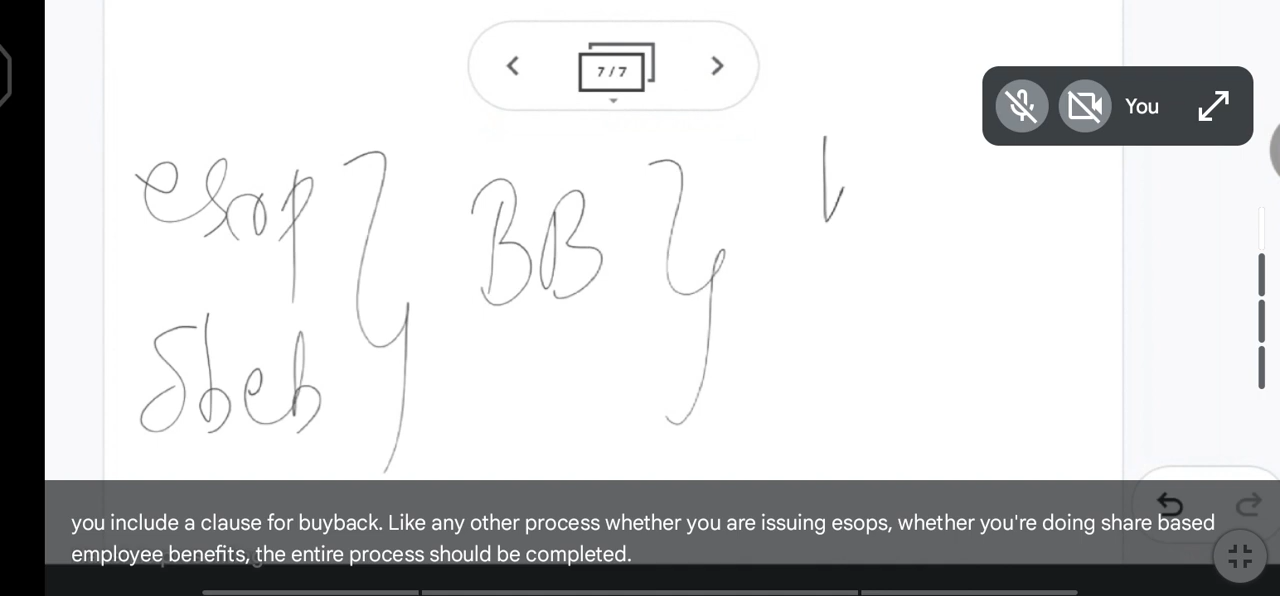 7/7
You
esop
BB
sbeb
you include a clause for buyback. Like any other process whether you are issuing esops, whether you're doing share based
employee benefits, the entire process should be completed.